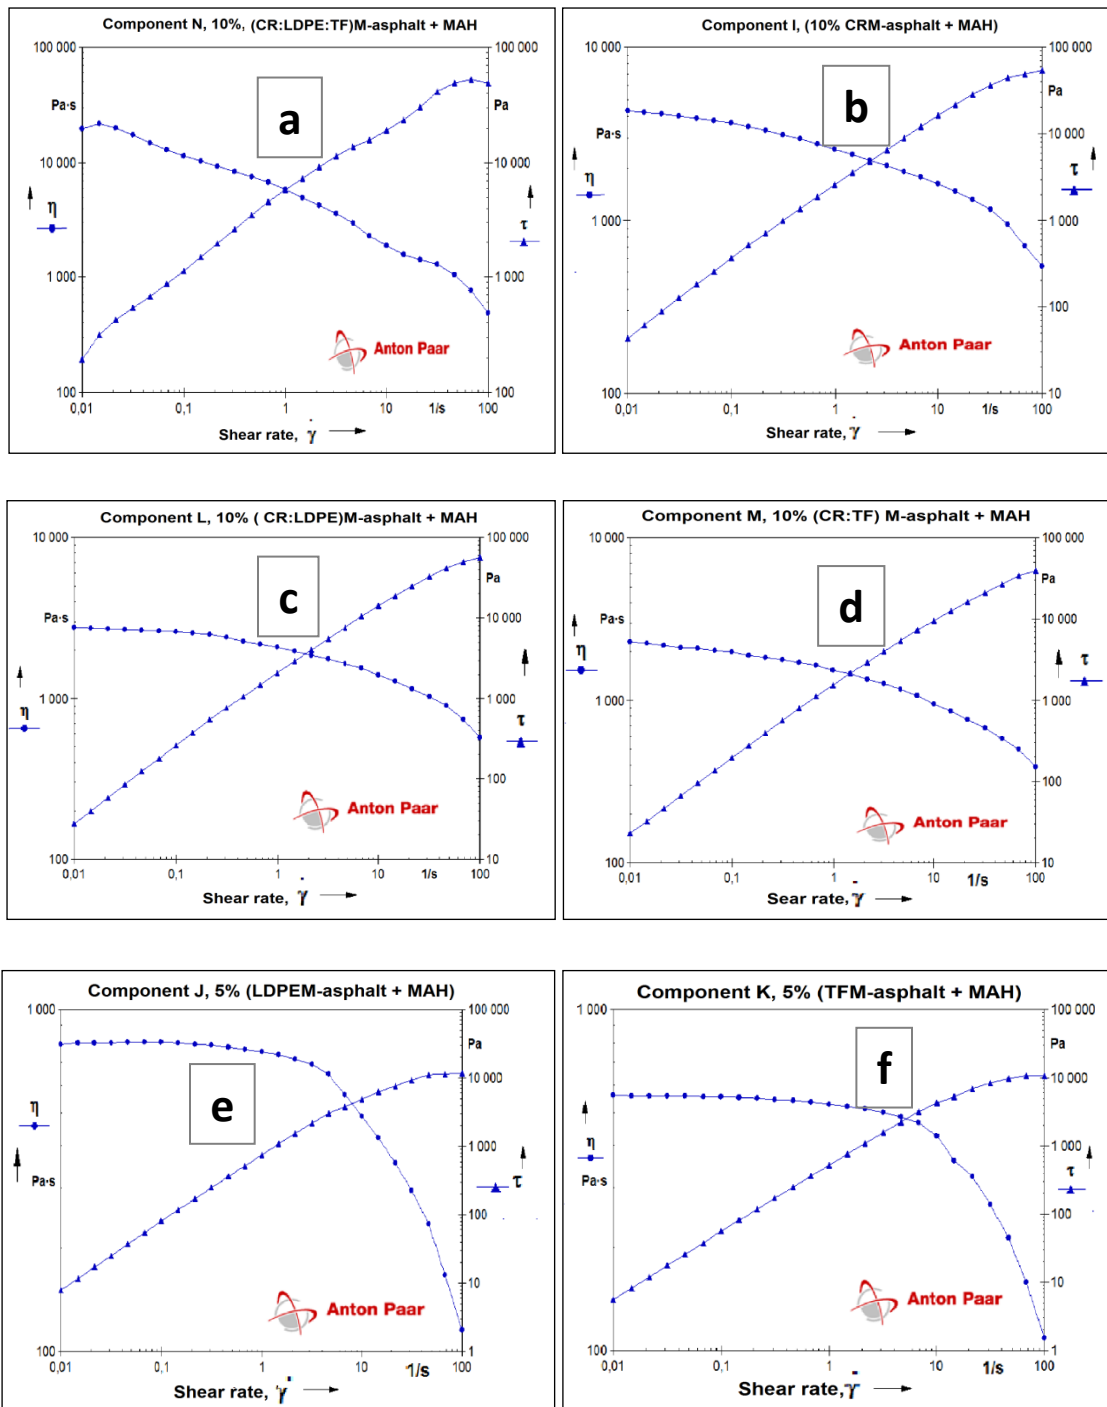 Component N, 10%, (CR:LDPE:TF)M-asphalt + MAH
100 000
100 000
Pa·s
Pa
a
10 000
10 000
η
τ
1 000
1 000
Anton Paar
100
100
0,01
0,1
1
10
1/s
100
Shear rate, γ̇
Component I, (10% CRM-asphalt + MAH)
10 000
100 000
b
Pa·s
10 000
η
τ
1 000
1 000
100
Anton Paar
100
10
0,01
0,1
1
10
1/s
100
Shear rate, γ̇
Component L, 10% ( CR:LDPE)M-asphalt + MAH
10 000
100 000
Pa
c
Pa·s
10 000
η
1 000
1 000
τ
100
Anton Paar
100
10
0,01
0,1
1
10
1/s
100
Shear rate, γ̇
Component M, 10% (CR:TF) M-asphalt + MAH
10 000
100 000
Pa
d
Pa·s
10 000
η
τ
1 000
1 000
100
Anton Paar
100
10
0,01
0,1
1
10
1/s
100
Sear rate, γ̄
Component J, 5% (LDPEM-asphalt + MAH)
1 000
100 000
Pa
10 000
e
η
1 000
Pa·s
τ
100
10
Anton Paar
100
1
0,01
0,1
1
10
1/s
100
Shear rate, γ̇
Component K, 5% (TFM-asphalt + MAH)
1 000
100 000
Pa
f
10 000
η
1 000
Pa·s
τ
100
10
Anton Paar
100
1
0,01
0,1
1
10
1/s
100
Shear rate, γ̄